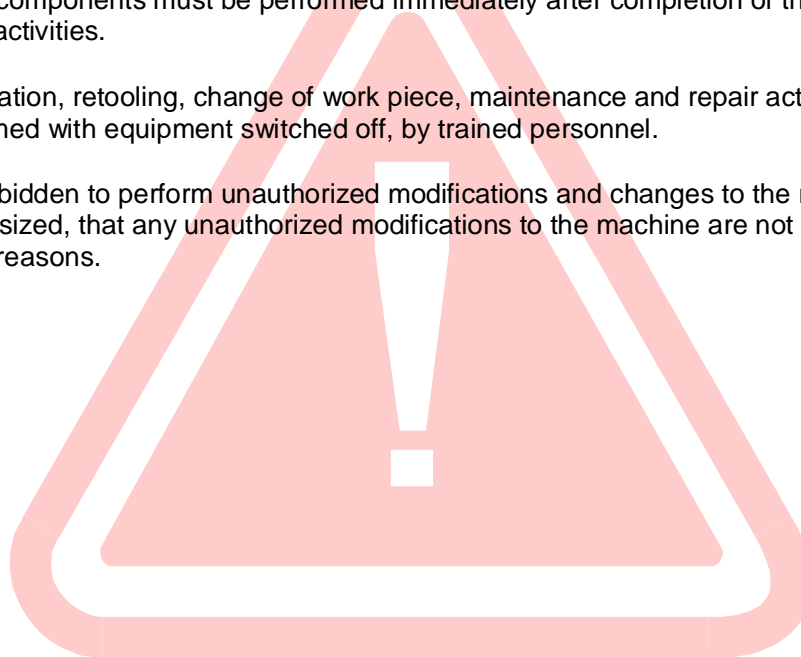 components must be performed immediately after completion of th
activities.
ation, retooling, change of work piece, maintenance and repair act
ned with equipment switched off, by trained personnel.
bidden to perform unauthorized modifications and changes to the
sized, that any unauthorized modifications to the machine are not
reasons.
!